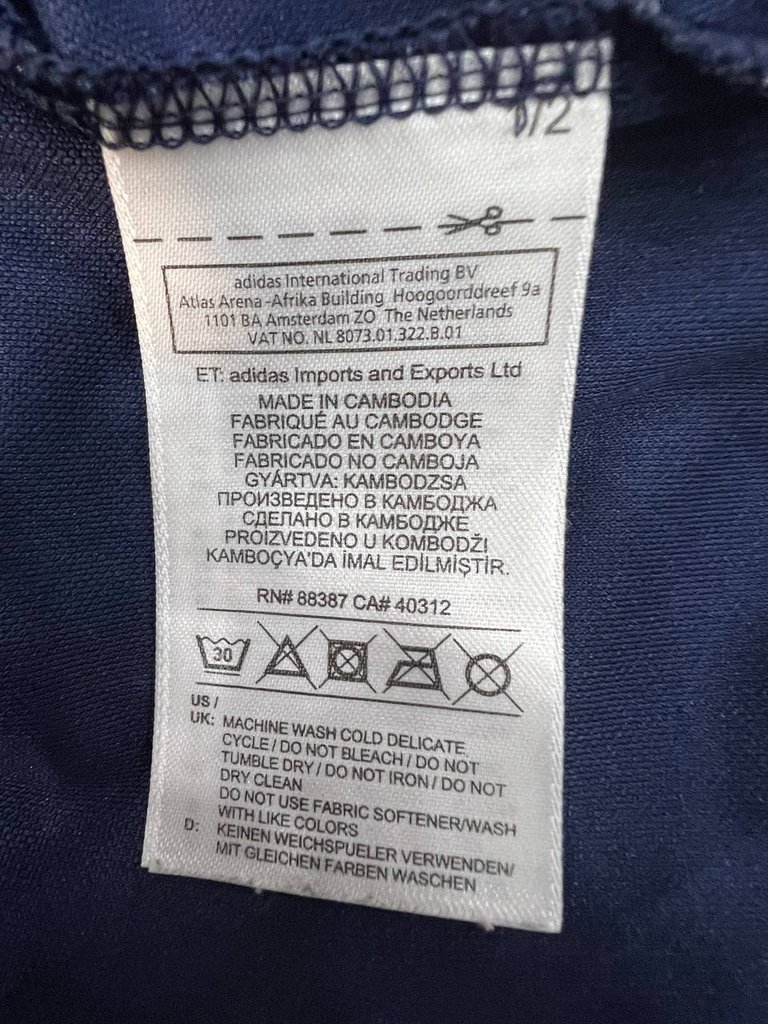 1/2
adidas International Trading BV
Atlas Arena-Afrika Building Hoogoorddreef 9a
1101 BA Amsterdam ZO The Netherlands
VAT NO. NL 8073.01.322.B.01
ET: adidas Imports and Exports Ltd
MADE IN CAMBODIA
FABRIQUÉ AU CAMBODGE
FABRICADO EN CAMBOYA
FABRICADO NO CAMBOJA
GYÁRTVA: KAMBODZSA
ПРОИЗВЕДЕНО В КАМБОДЖА
СДЕЛАНО В КАМБОДЖЕ
PROIZVEDENO U KOMBODŽI
KAMBOÇYA'DA İMAL EDİLMİŞTİR.
RN# 88387 CA# 40312
30
US /
UK: MACHINE WASH COLD DELICATE
CYCLE / DO NOT BLEACH / DO NOT
TUMBLE DRY / DO NOT IRON / DO NOT
DRY CLEAN
DO NOT USE FABRIC SOFTENER/WASH
WITH LIKE COLORS
D: KEINEN WEICHSPUELER VERWENDEN/
MIT GLEICHEN FARBEN WASCHEN